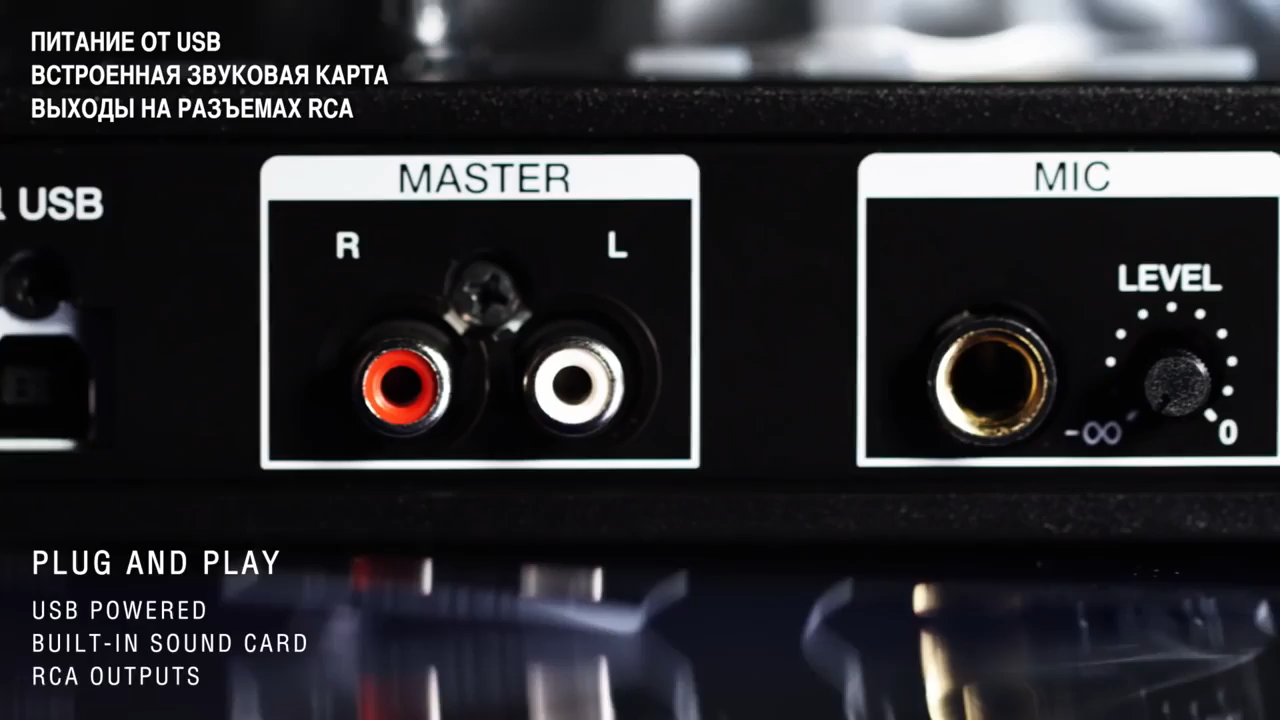 ПИТАНИЕ ОТ USB
ВСТРОЕННАЯ ЗВУКОВАЯ КАРТА
ВЫХОДЫ НА РАЗЪЕМАХ RCA
USB
MASTER
R L
MIC
LEVEL
-∞ 0
PLUG AND PLAY
USB POWERED
BUILT-IN SOUND CARD
RCA OUTPUTS